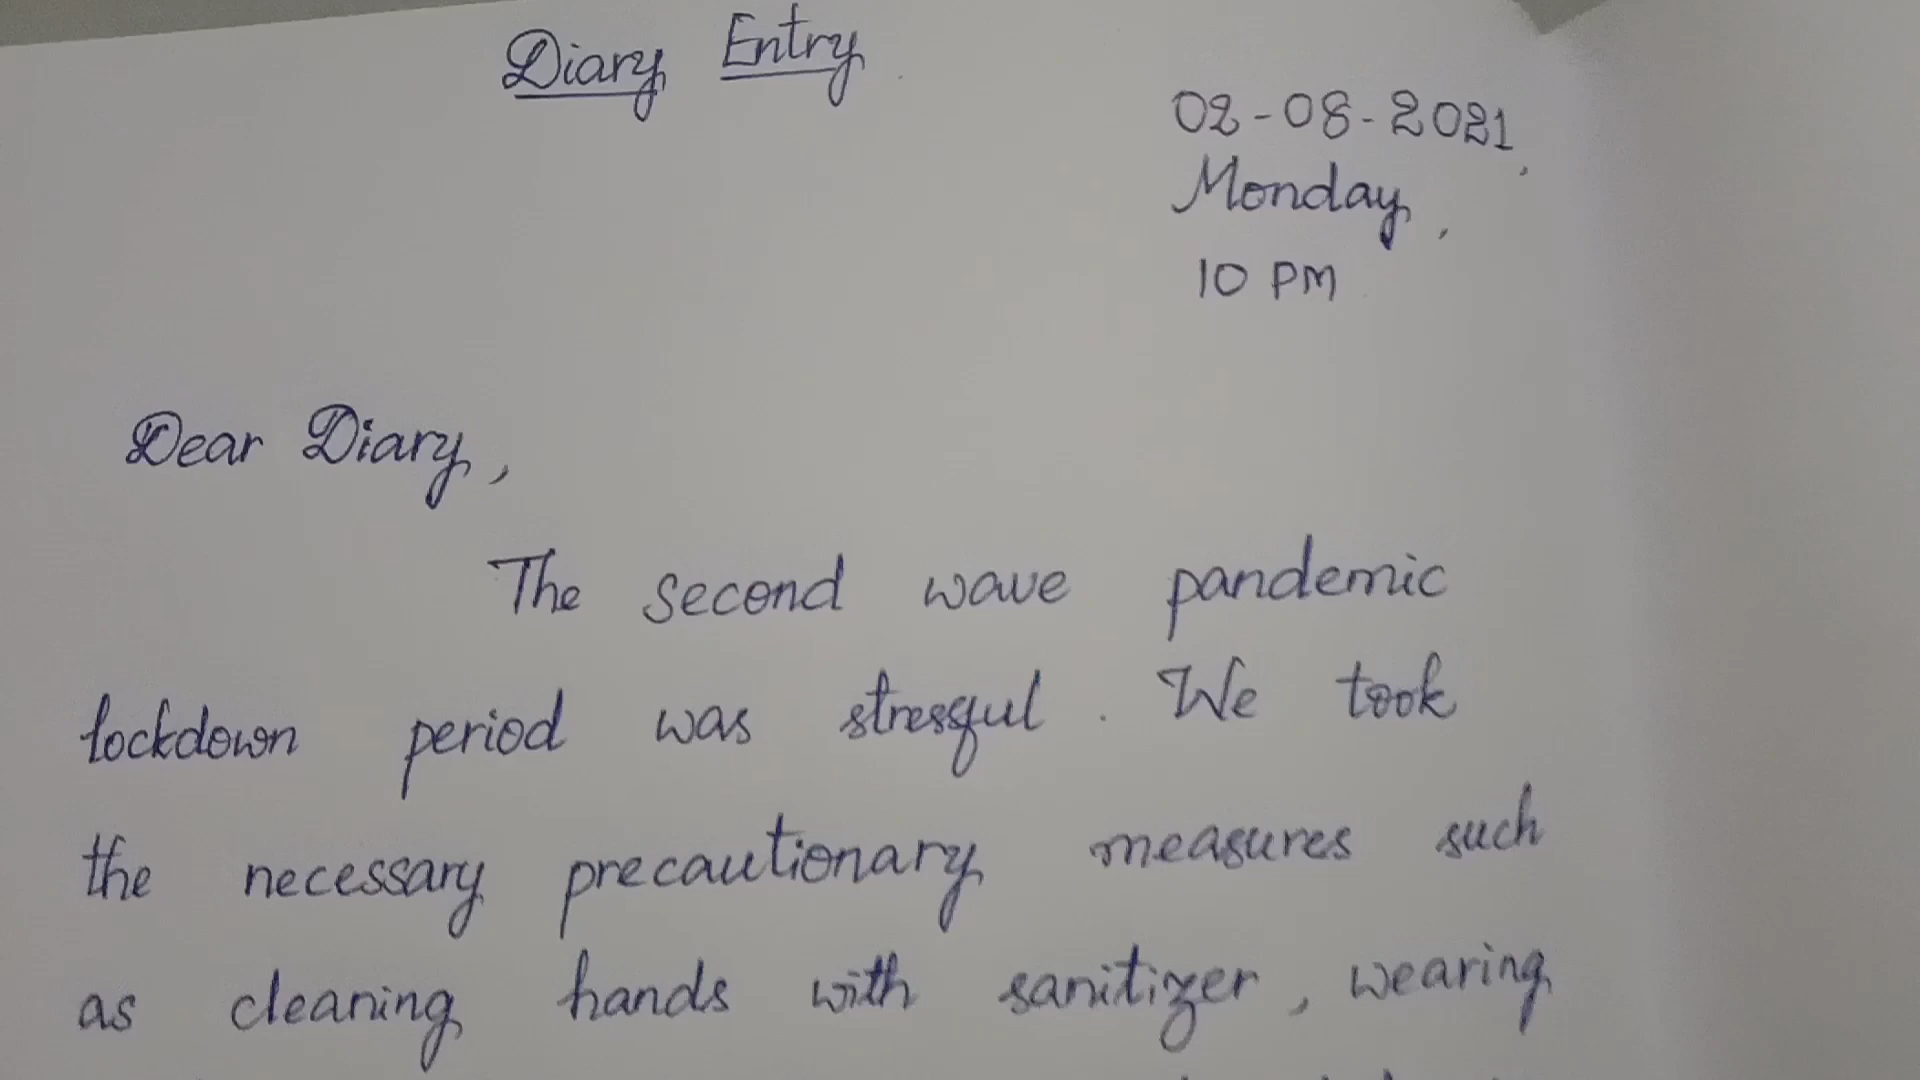 Diary Entry
02-08-2021,
Monday,
10 PM
Dear Diary,
The second wave pandemic
lockdown period was stressful. We took
the necessary precautionary measures such
as cleaning hands with sanitizer, wearing